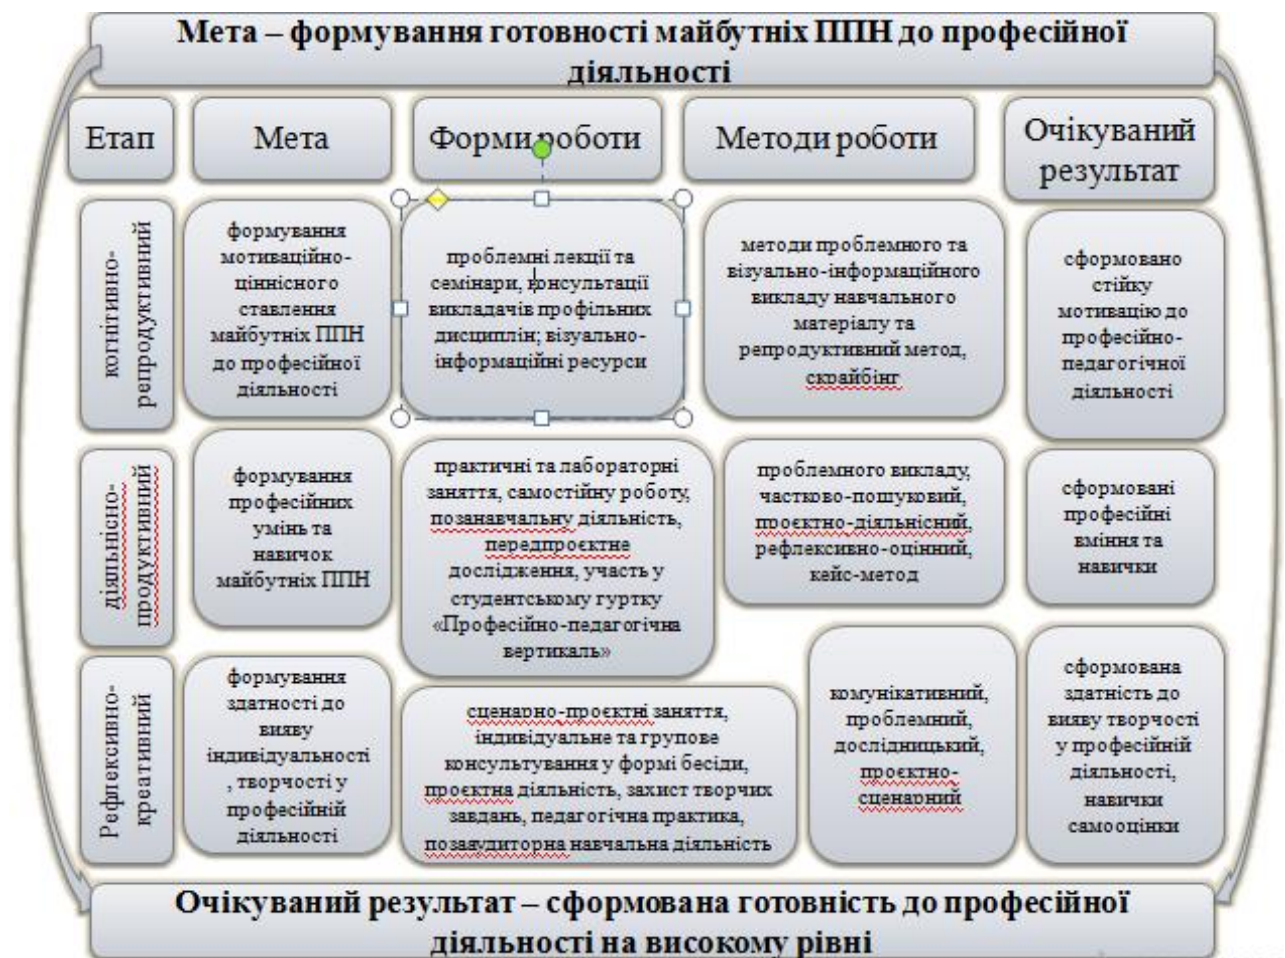 Мета – формування готовності майбутніх ППН до професійної
діяльності
Етап
Мета
Форми роботи
Методи роботи
Очікуваний
результат
когнітивно-
репродуктивний
формування
мотиваційно-
ціннісного
ставлення
майбутніх ППН
до професійної
діяльності
проблемні лекції та
семінари, консультації
викладачів профільних
дисциплін; візуально-
інформаційні ресурси
методи проблемного та
візуально-інформаційного
викладу навчального
матеріалу та
репродуктивний метод,
скрайбінг
сформовано
стійку
мотивацію до
професійно-
педагогічної
діяльності
діяльнісно-
продуктивний
формування
професійних
умінь та
навичок
майбутніх ППН
практичні та лабораторні
заняття, самостійну роботу,
позанавчальну діяльність,
передпроєктне
дослідження, участь у
студентському гуртку
«Професійно-педагогічна
вертикаль»
проблемного викладу,
частково-пошуковий,
проєктно-діяльнісний,
рефлексивно-оцінний,
кейс-метод
сформовані
професійні
вміння та
навички
Рефлексивно-
креативний
формування
здатності до
вияву
індивідуальності
, творчості у
професійній
діяльності
сценарно-проєктні заняття,
індивідуальне та групове
консультування у формі бесіди,
проєктна діяльність, захист творчих
завдань, педагогічна практика,
позааудиторна навчальна діяльність
комунікативний,
проблемний,
дослідницький,
проєктно-
сценарний
сформована
здатність до
вияву творчості
у професійній
діяльності,
навички
самооцінки
Очікуваний результат – сформована готовність до професійної
діяльності на високому рівні